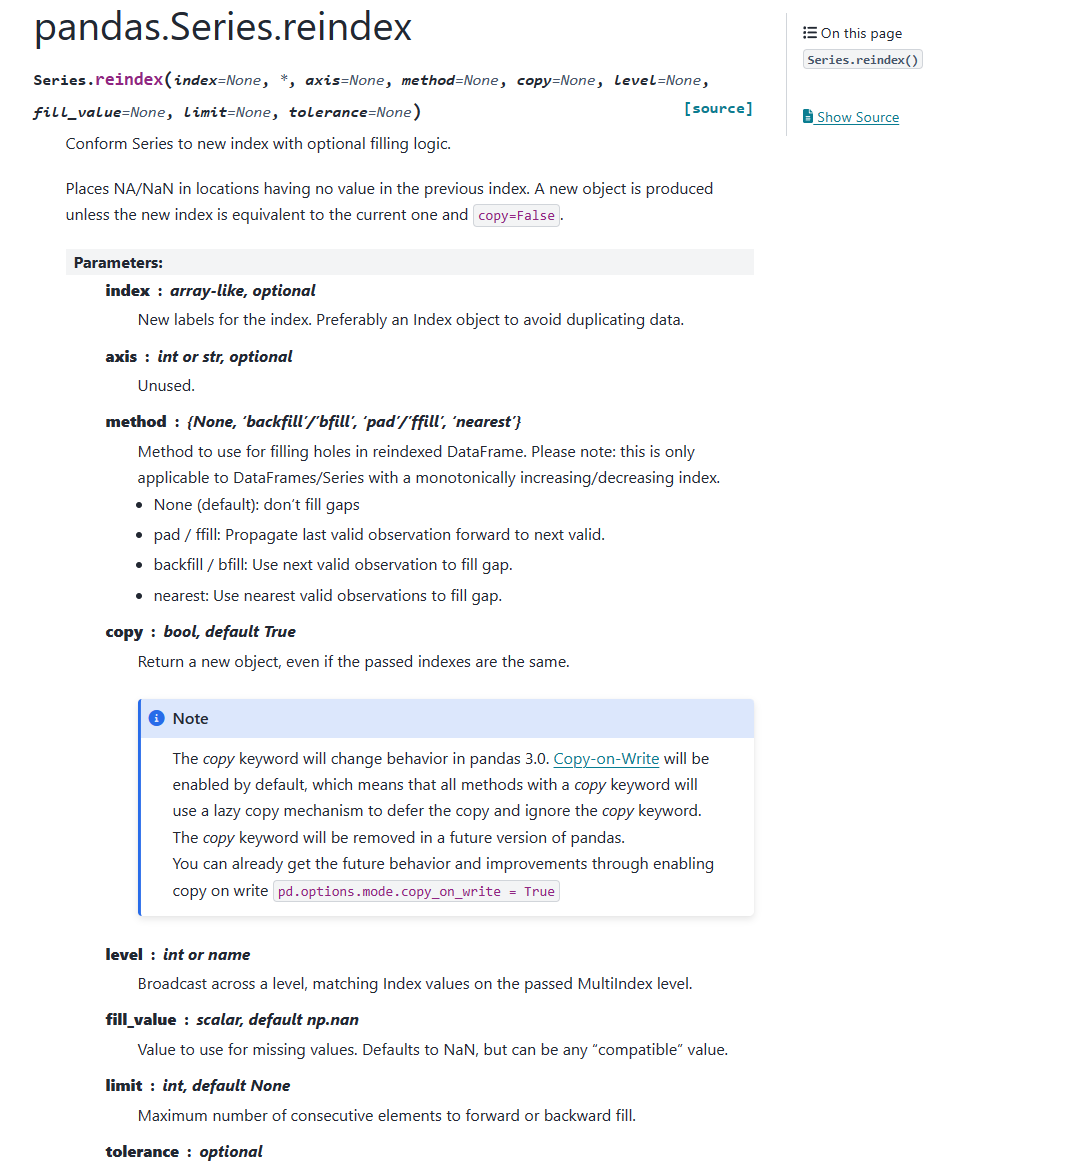 pandas.Series.reindex
Series.reindex(index=None, *, axis=None, method=None, copy=None, level=None,
fill_value=None, limit=None, tolerance=None)
[source]
Conform Series to new index with optional filling logic.
Places NA/NaN in locations having no value in the previous index. A new object is produced
unless the new index is equivalent to the current one and copy=False.
Parameters:
index : array-like, optional
New labels for the index. Preferably an Index object to avoid duplicating data.
axis : int or str, optional
Unused.
method : {None, ‘backfill’/’bfill’, ‘pad’/’ffill’, ‘nearest’}
Method to use for filling holes in reindexed DataFrame. Please note: this is only
applicable to DataFrames/Series with a monotonically increasing/decreasing index.
• None (default): don’t fill gaps
• pad / ffill: Propagate last valid observation forward to next valid.
• backfill / bfill: Use next valid observation to fill gap.
• nearest: Use nearest valid observations to fill gap.
copy : bool, default True
Return a new object, even if the passed indexes are the same.
Note
The copy keyword will change behavior in pandas 3.0. Copy-on-Write will be
enabled by default, which means that all methods with a copy keyword will
use a lazy copy mechanism to defer the copy and ignore the copy keyword.
The copy keyword will be removed in a future version of pandas.
You can already get the future behavior and improvements through enabling
copy on write pd.options.mode.copy_on_write = True
level : int or name
Broadcast across a level, matching Index values on the passed MultiIndex level.
fill_value : scalar, default np.nan
Value to use for missing values. Defaults to NaN, but can be any “compatible” value.
limit : int, default None
Maximum number of consecutive elements to forward or backward fill.
tolerance : optional
On this page
Series.reindex()
Show Source